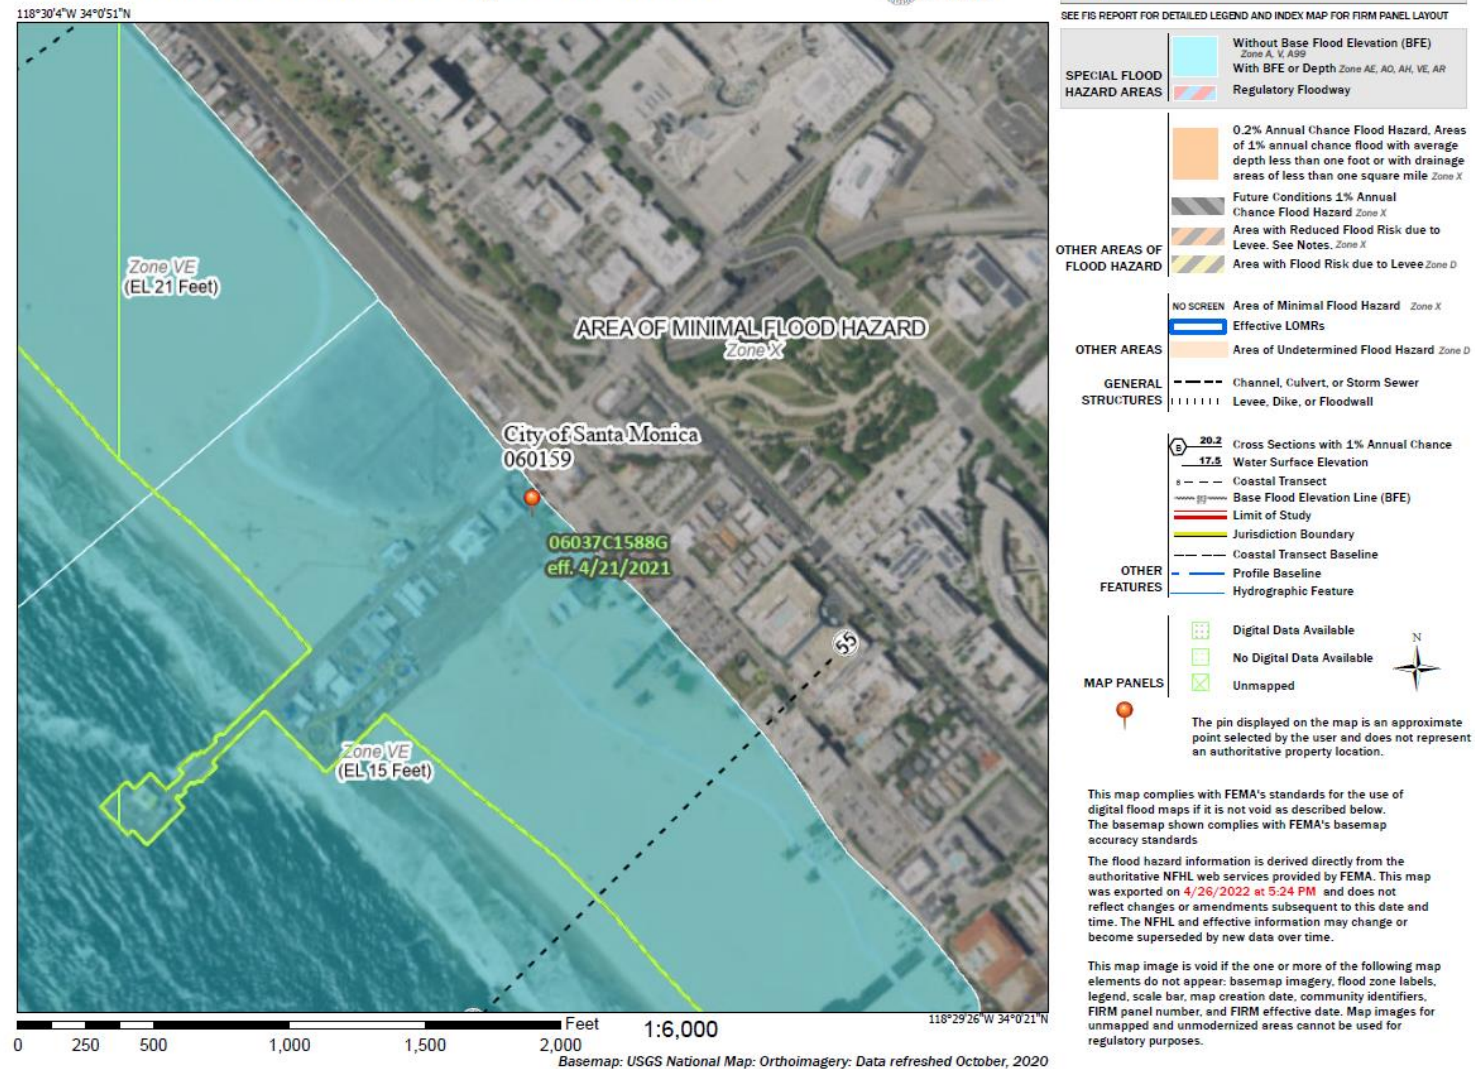 118°30'4"W 34°0'51"N
SEE FIS REPORT FOR DETAILED LEGEND AND INDEX MAP FOR FIRM PANEL LAYOUT
SPECIAL FLOOD
HAZARD AREAS
Without Base Flood Elevation (BFE)
Zone A, V, A99
With BFE or Depth Zone AE, AO, AH, VE, AR
Regulatory Floodway
OTHER AREAS OF
FLOOD HAZARD
0.2% Annual Chance Flood Hazard, Areas
of 1% annual chance flood with average
depth less than one foot or with drainage
areas of less than one square mile Zone X
Future Conditions 1% Annual
Chance Flood Hazard Zone X
Area with Reduced Flood Risk due to
Levee. See Notes. Zone X
Area with Flood Risk due to Levee Zone D
OTHER AREAS
NO SCREEN Area of Minimal Flood Hazard Zone X
Effective LOMRs
Area of Undetermined Flood Hazard Zone D
GENERAL
STRUCTURES
Channel, Culvert, or Storm Sewer
Levee, Dike, or Floodwall
OTHER
FEATURES
B 20.2 Cross Sections with 1% Annual Chance
17.5 Water Surface Elevation
8 Coastal Transect
513 Base Flood Elevation Line (BFE)
Limit of Study
Jurisdiction Boundary
Coastal Transect Baseline
Profile Baseline
Hydrographic Feature
MAP PANELS
Digital Data Available
No Digital Data Available
Unmapped
N
The pin displayed on the map is an approximate
point selected by the user and does not represent
an authoritative property location.
This map complies with FEMA's standards for the use of
digital flood maps if it is not void as described below.
The basemap shown complies with FEMA's basemap
accuracy standards
The flood hazard information is derived directly from the
authoritative NFHL web services provided by FEMA. This map
was exported on 4/26/2022 at 5:24 PM and does not
reflect changes or amendments subsequent to this date and
time. The NFHL and effective information may change or
become superseded by new data over time.
This map image is void if the one or more of the following map
elements do not appear: basemap imagery, flood zone labels,
legend, scale bar, map creation date, community identifiers,
FIRM panel number, and FIRM effective date. Map images for
unmapped and unmodernized areas cannot be used for
regulatory purposes.
Zone VE
(EL 21 Feet)
AREA OF MINIMAL FLOOD HAZARD
Zone X
City of Santa Monica
060159
06037C1588G
eff. 4/21/2021
55
Zone VE
(EL 15 Feet)
118°29'26"W 34°0'21"N
0 250 500 1,000 1,500 2,000
Feet
1:6,000
Basemap: USGS National Map: Orthoimagery: Data refreshed October, 2020